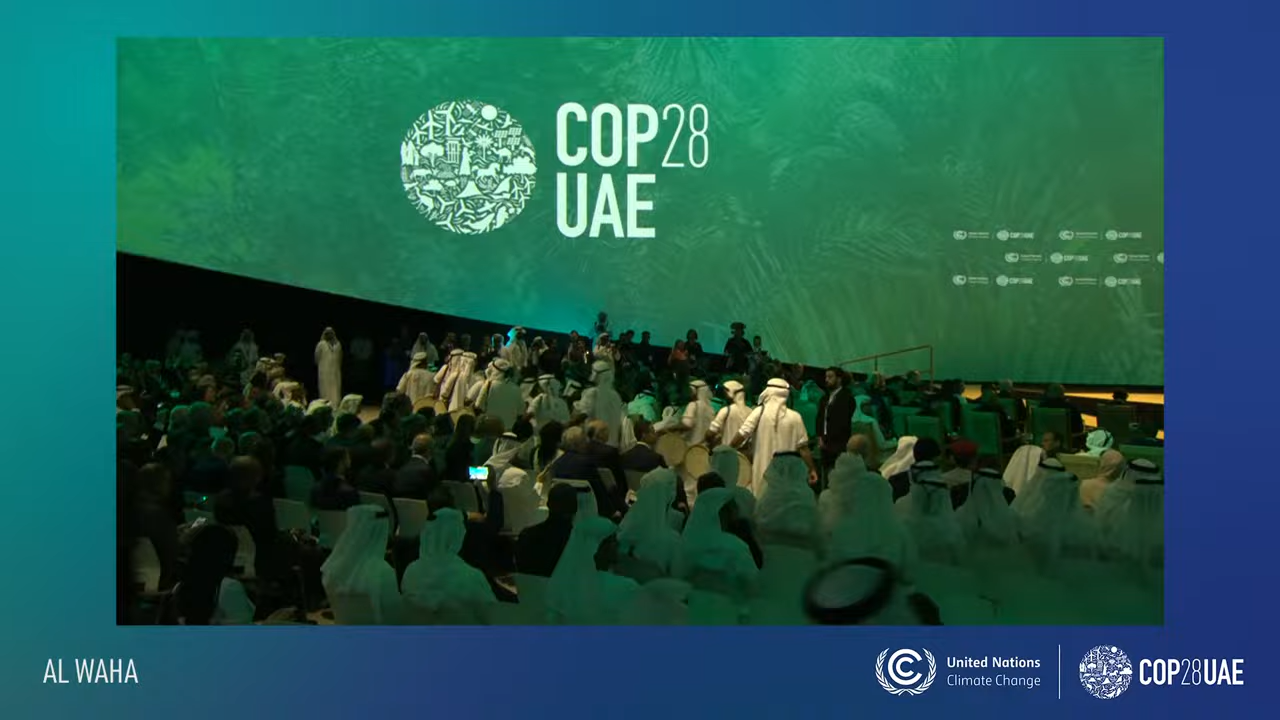 COP28
UAE
AL WAHA
United Nations
Climate Change
COP28UAE